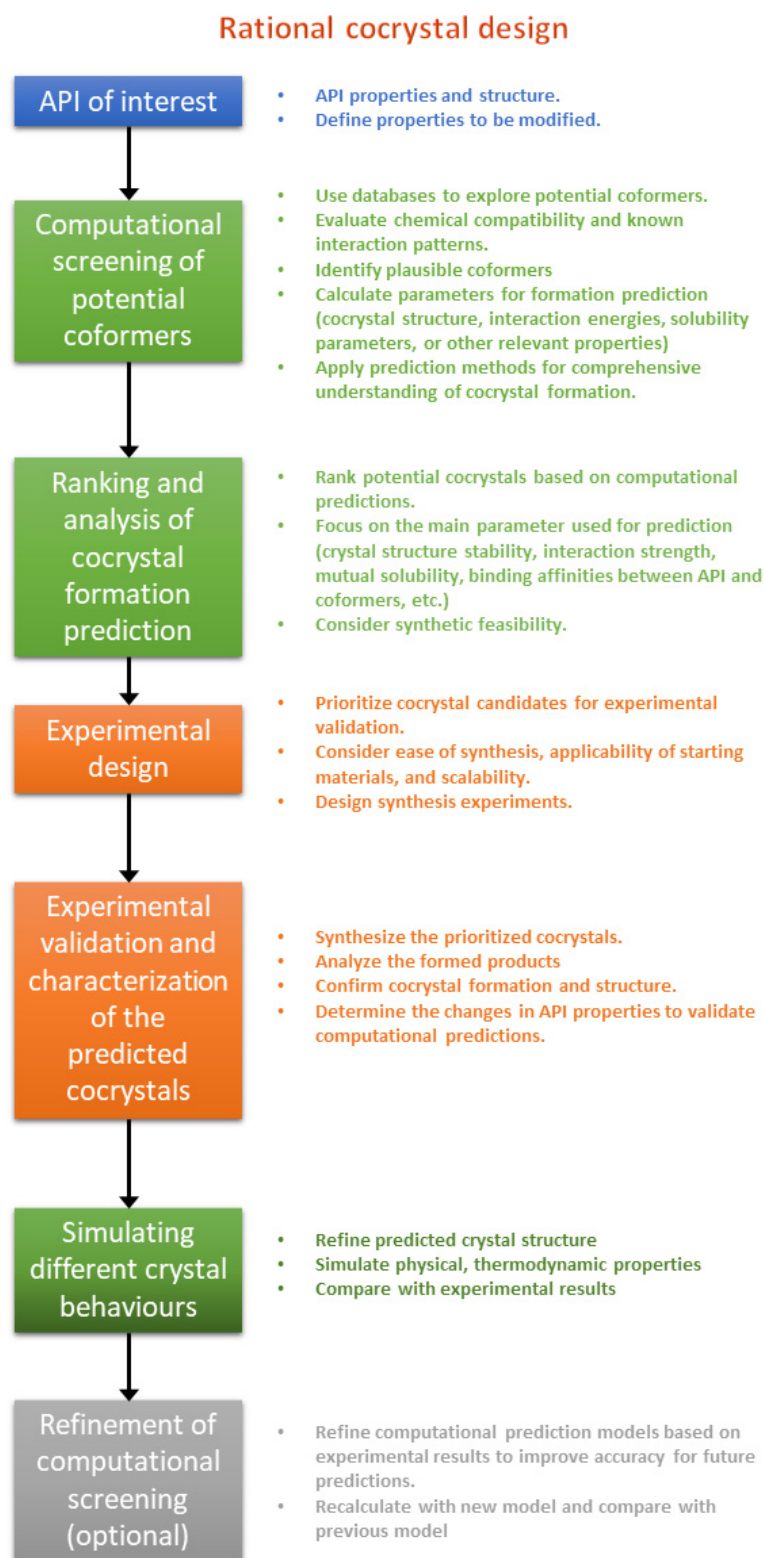 Rational cocrystal design
API of interest
• API properties and structure.
• Define properties to be modified.
Computational
screening of
potential
coformers
• Use databases to explore potential coformers.
• Evaluate chemical compatibility and known
interaction patterns.
• Identify plausible coformers
• Calculate parameters for formation prediction
(cocrystal structure, interaction energies, solubility
parameters, or other relevant properties)
• Apply prediction methods for comprehensive
understanding of cocrystal formation.
Ranking and
analysis of
cocrystal
formation
prediction
• Rank potential cocrystals based on computational
predictions.
• Focus on the main parameter used for prediction
(crystal structure stability, interaction strength,
mutual solubility, binding affinities between API and
coformers, etc.)
• Consider synthetic feasibility.
Experimental
design
• Prioritize cocrystal candidates for experimental
validation.
• Consider ease of synthesis, applicability of starting
materials, and scalability.
• Design synthesis experiments.
Experimental
validation and
characterization
of the
predicted
cocrystals
• Synthesize the prioritized cocrystals.
• Analyze the formed products
• Confirm cocrystal formation and structure.
• Determine the changes in API properties to validate
computational predictions.
Simulating
different crystal
behaviours
• Refine predicted crystal structure
• Simulate physical, thermodynamic properties
• Compare with experimental results
Refinement of
computational
screening
(optional)
• Refine computational prediction models based on
experimental results to improve accuracy for future
predictions.
• Recalculate with new model and compare with
previous model